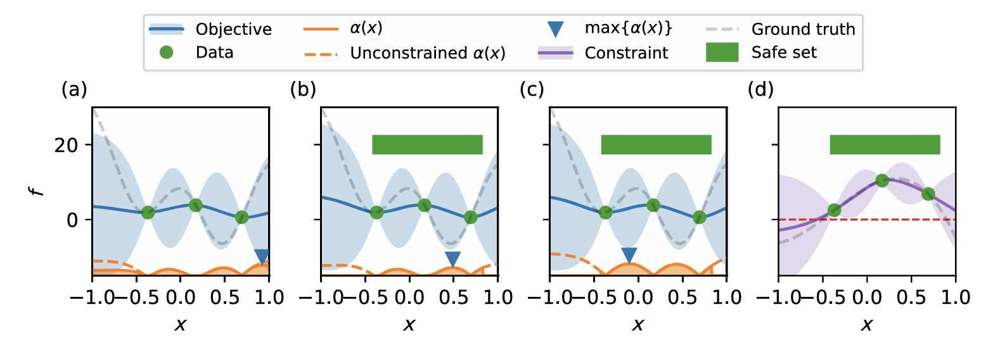 Objective α(x) max{α(x)} Ground truth
Data Unconstrained α(x) Constraint Safe set
(a) (b) (c) (d)
20
0
f
−1.0 −0.5 0.0 0.5 1.0 −1.0 −0.5 0.0 0.5 1.0 −1.0 −0.5 0.0 0.5 1.0 −1.0 −0.5 0.0 0.5 1.0
x x x x